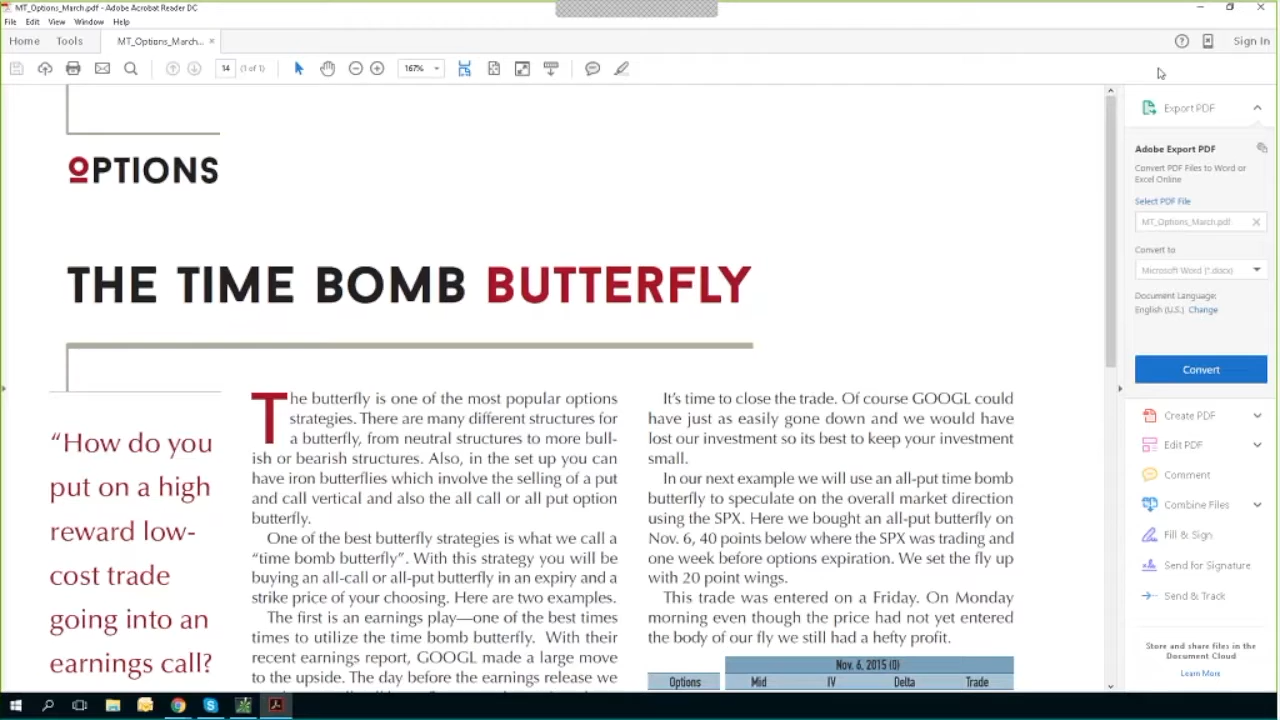 MT_Options_March.pdf - Adobe Acrobat Reader DC
File Edit View Window Help
Home Tools MT_Options_March... × Sign In
14 (1 of 1) 167%
OPTIONS
THE TIME BOMB BUTTERFLY
“How do you
put on a high
reward low-
cost trade
going into an
earnings call?
The butterfly is one of the most popular options
strategies. There are many different structures for
a butterfly, from neutral structures to more bull-
ish or bearish structures. Also, in the set up you can
have iron butterflies which involve the selling of a put
and call vertical and also the all call or all put option
butterfly.
One of the best butterfly strategies is what we call a
“time bomb butterfly”. With this strategy you will be
buying an all-call or all-put butterfly in an expiry and a
strike price of your choosing. Here are two examples.
The first is an earnings play—one of the best times
times to utilize the time bomb butterfly. With their
recent earnings report, GOOGL made a large move
to the upside. The day before the earnings release we
It’s time to close the trade. Of course GOOGL could
have just as easily gone down and we would have
lost our investment so its best to keep your investment
small.
In our next example we will use an all-put time bomb
butterfly to speculate on the overall market direction
using the SPX. Here we bought an all-put butterfly on
Nov. 6, 40 points below where the SPX was trading and
one week before options expiration. We set the fly up
with 20 point wings.
This trade was entered on a Friday. On Monday
morning even though the price had not yet entered
the body of our fly we still had a hefty profit.
Nov. 6, 2015 (0)
Options Mid IV Delta Trade
Export PDF
Adobe Export PDF
Convert PDF Files to Word or
Excel Online
Select PDF File
MT_Options_March.pdf
Convert to
Microsoft Word (*.docx)
Document Language:
English (U.S.) Change
Convert
Create PDF
Edit PDF
Comment
Combine Files
Fill & Sign
Send for Signature
Send & Track
Store and share files in the
Document Cloud
Learn More